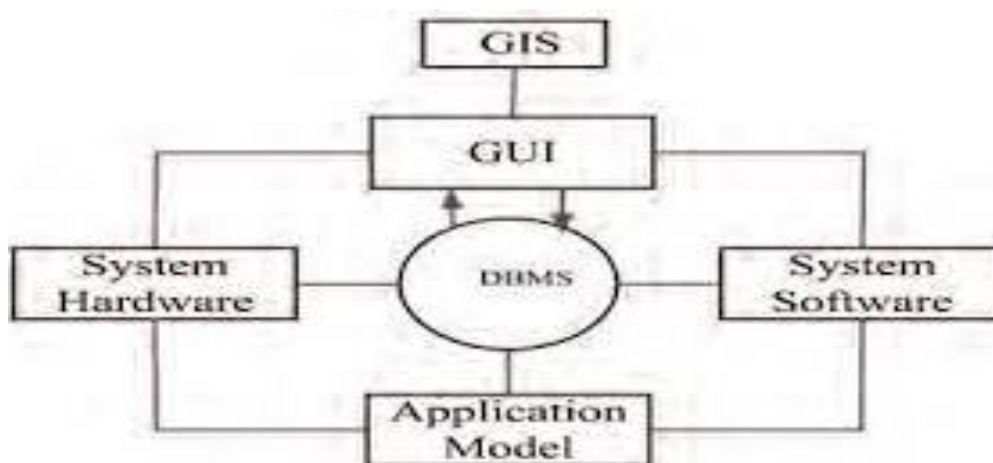 GIS
GUI
System
Hardware
DBMS
System
Software
Application
Model